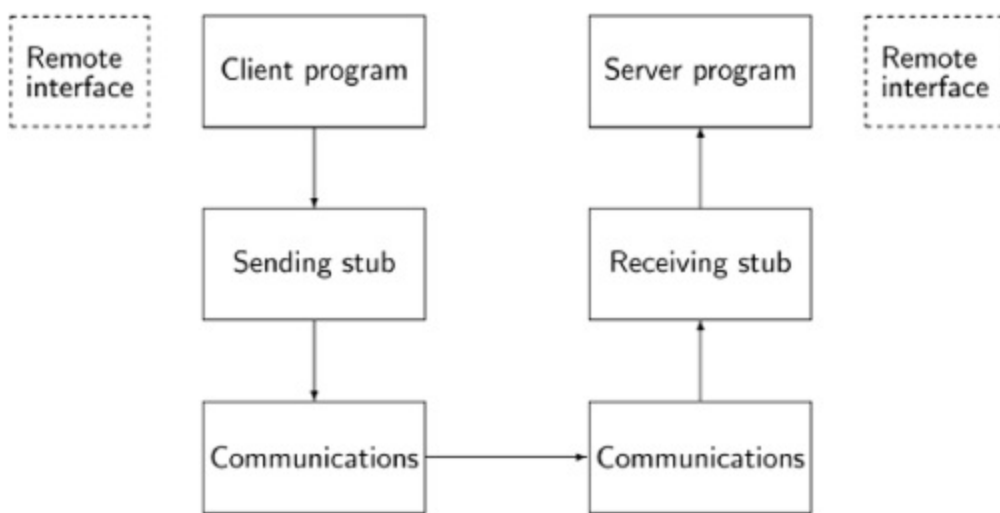 Remote
interface
Client program
Server program
Remote
interface
Sending stub
Receiving stub
Communications
Communications